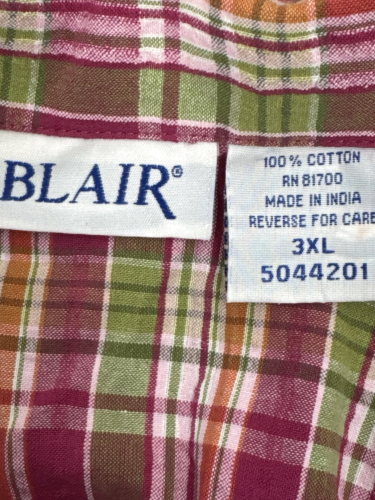 BLAIR®
100% COTTON
RN 81700
MADE IN INDIA
REVERSE FOR CARE
3XL
5044201